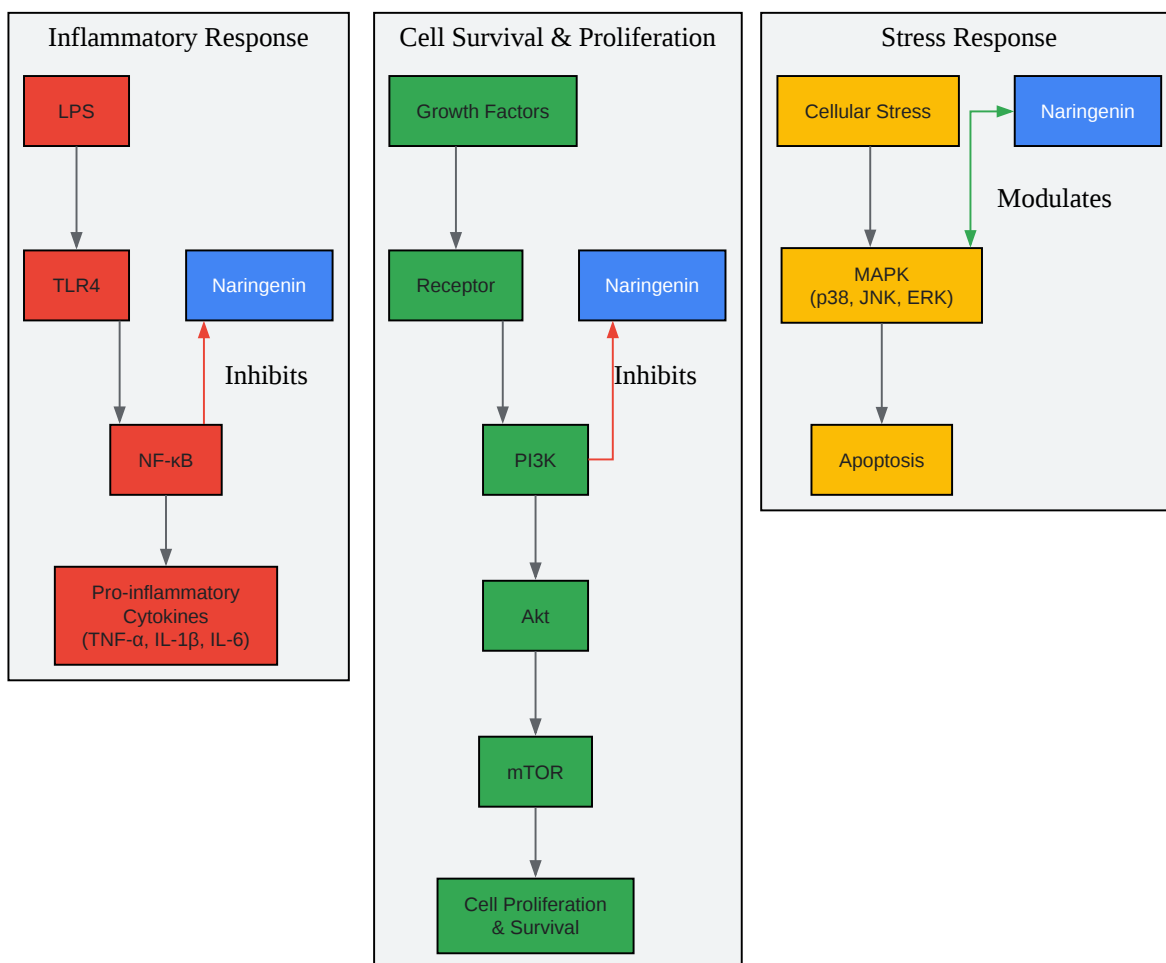 Inflammatory Response
LPS
TLR4
Naringenin
Inhibits
NF-κB
Pro-inflammatory
Cytokines
(TNF-α, IL-1β, IL-6)
Cell Survival & Proliferation
Growth Factors
Receptor
Naringenin
Inhibits
PI3K
Akt
mTOR
Cell Proliferation
& Survival
Stress Response
Cellular Stress
Naringenin
Modulates
MAPK
(p38, JNK, ERK)
Apoptosis